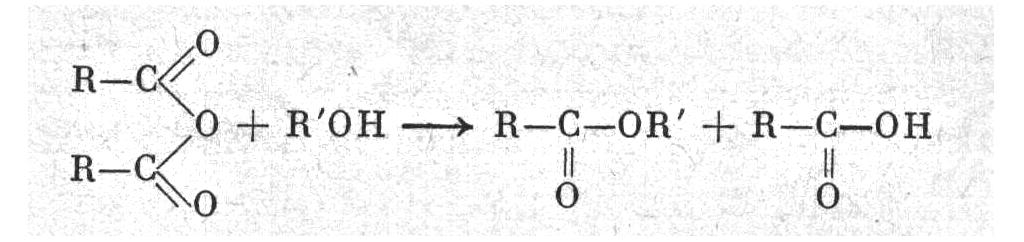 O
R—C
O + R′OH ⟶ R—C—OR′ + R—C—OH
R—C
O O
O